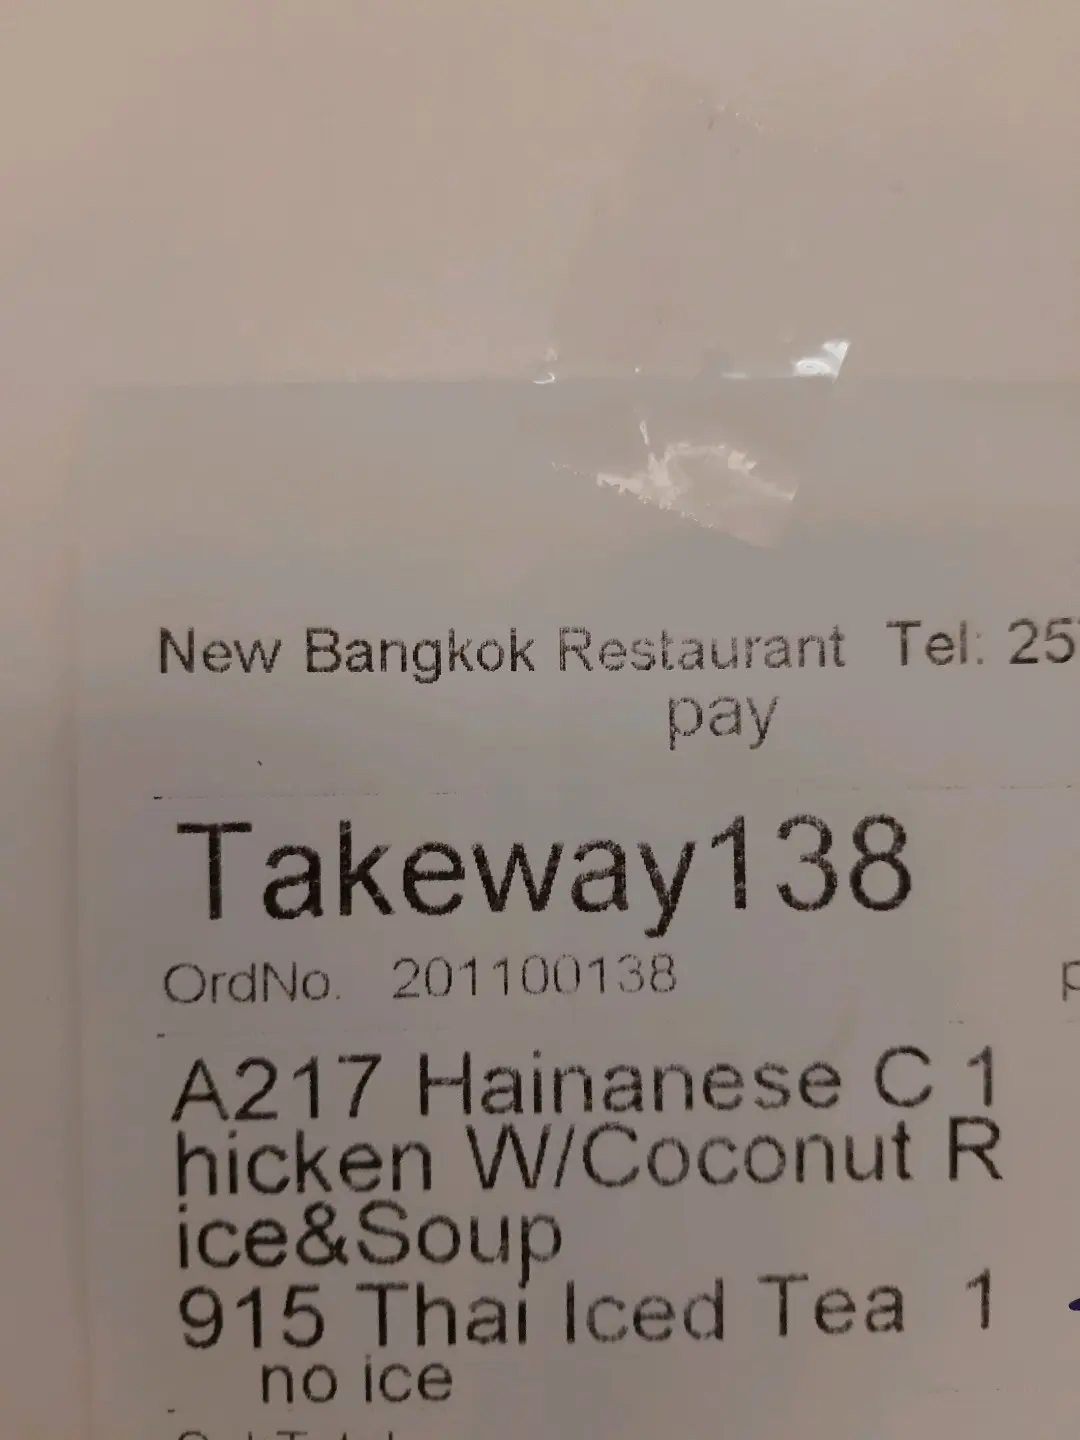 New Bangkok Restaurant Tel: 25
pay
Takeway138
OrdNo. 201100138
A217 Hainanese C 1
hicken W/Coconut R
ice&Soup
915 Thai Iced Tea 1
no ice